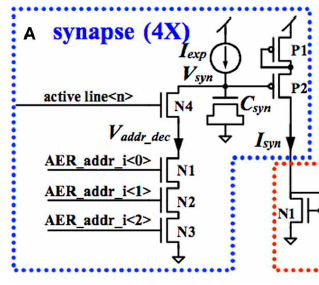 A synapse (4X)
I_exp
P1
V_syn
P2
active line<n>
N4
C_syn
V_addr_dec
I_syn
AER_addr_i<0>
N1
AER_addr_i<1>
N2
N1
AER_addr_i<2>
N3